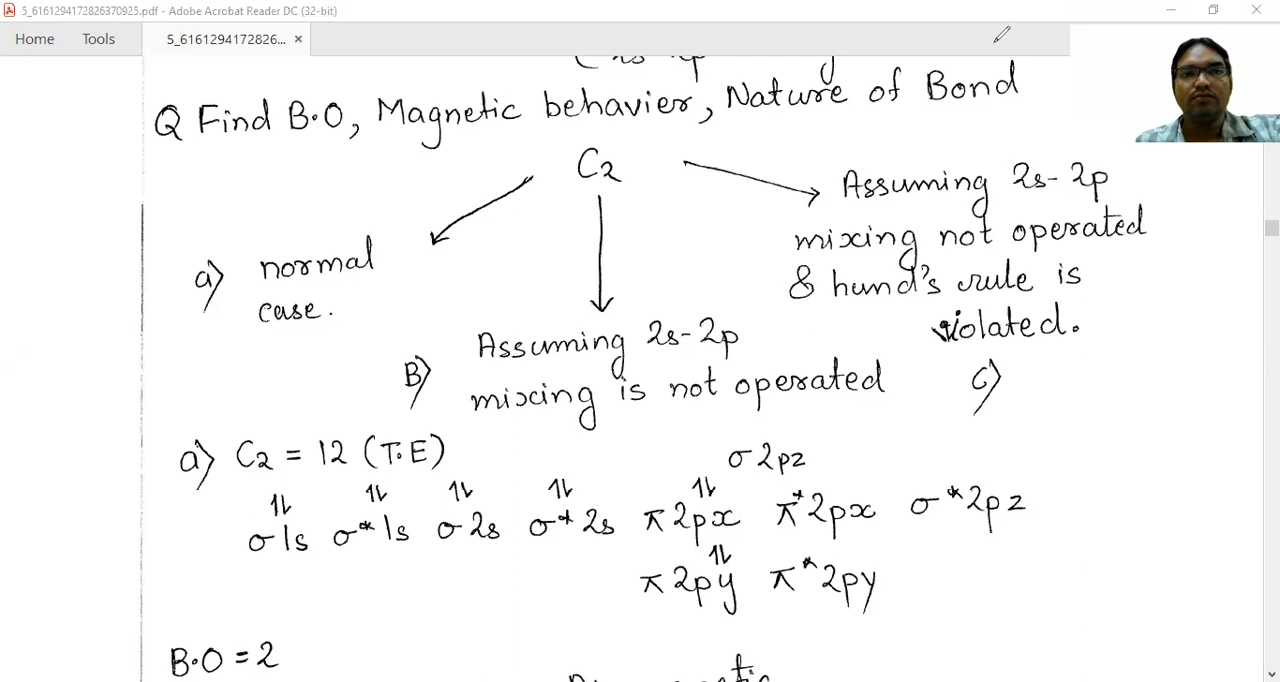 5_6161294172826370925.pdf - Adobe Acrobat Reader DC (32-bit)
Home Tools 5_6161294172826... ×
Q Find B.O, Magnetic behavier, Nature of Bond
C2
a) normal
case.
B) Assuming 2s-2p
mixing is not operated
Assuming 2s-2p
mixing not operated
& hund's rule is
violated.
C)
a) C2 = 12 (T.E)
σ2pz
⇅ ⇅ ⇅ ⇅ ⇅
σ1s σ*1s σ2s σ*2s π2px π*2px σ*2pz
⇅
π2py π*2py
B.O = 2